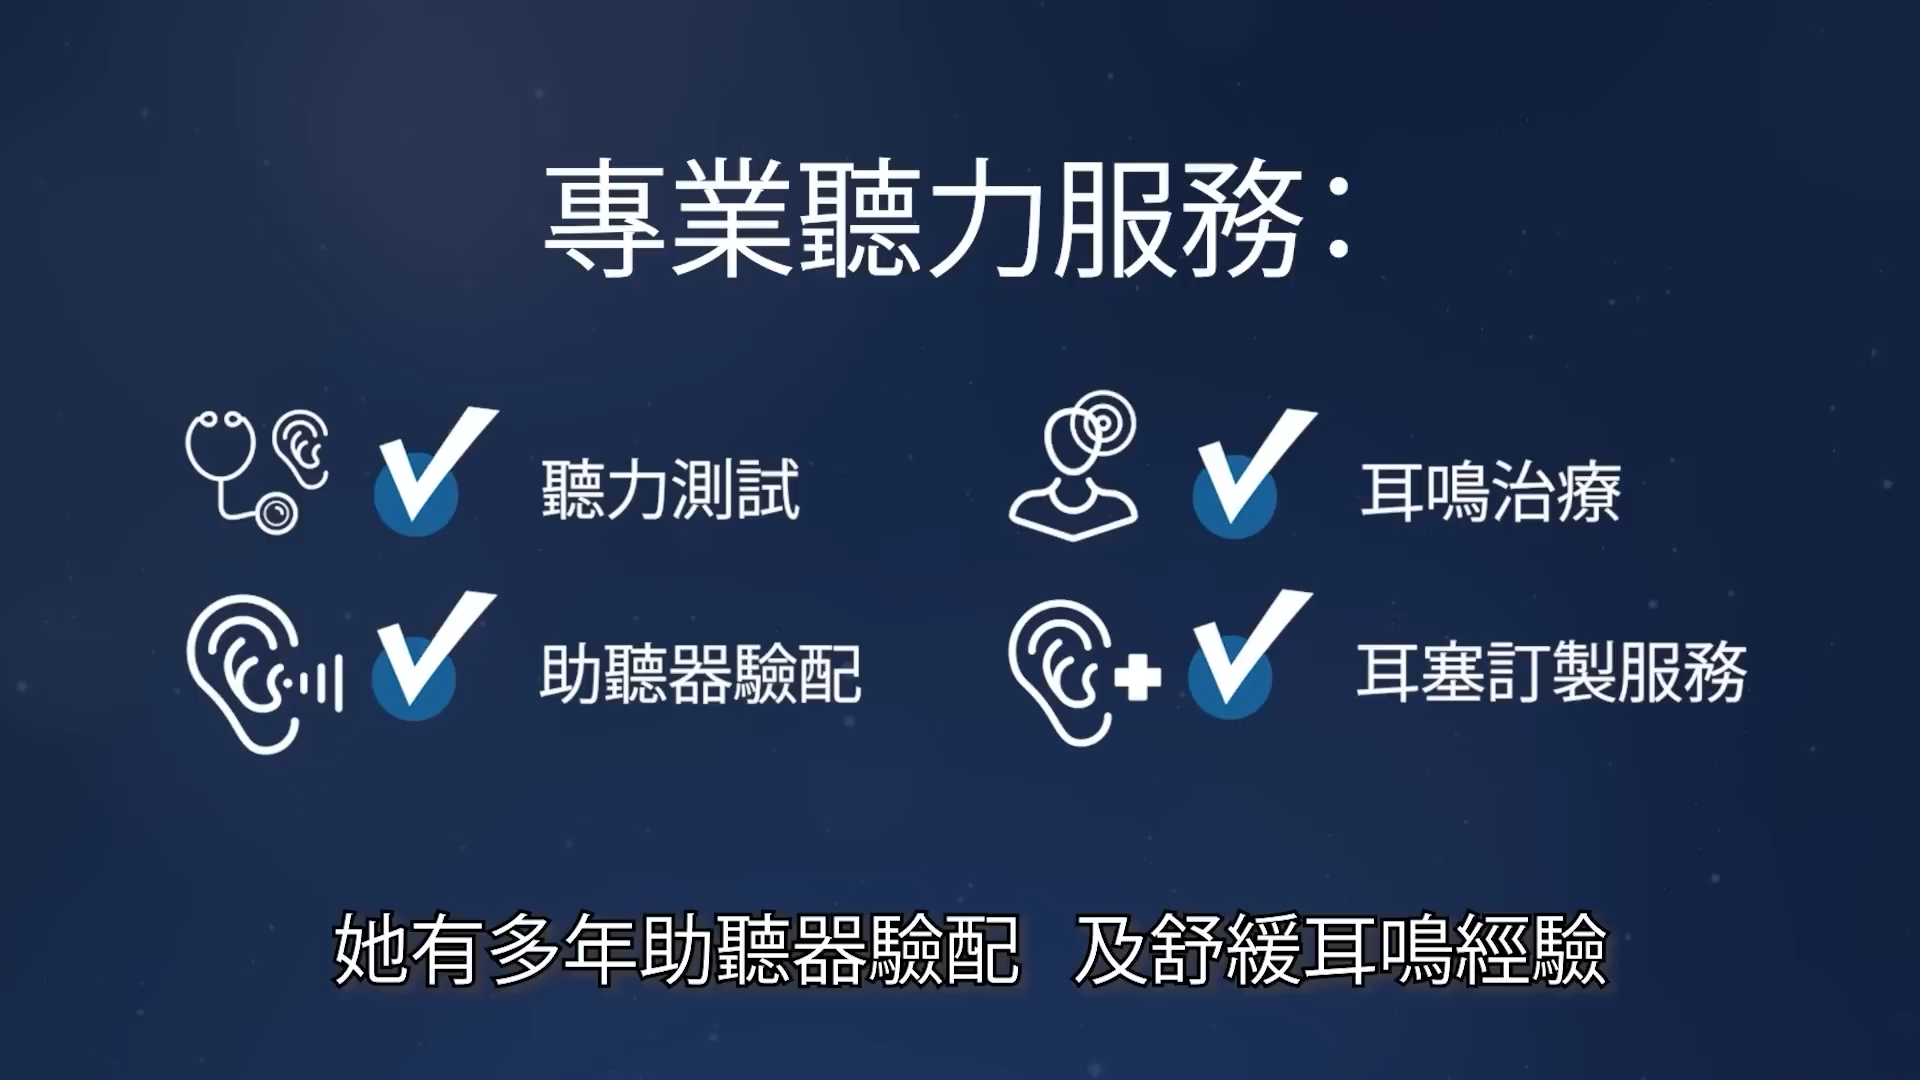 專業聽力服務：
聽力測試
耳鳴治療
助聽器驗配
耳塞訂製服務
她有多年助聽器驗配 及舒緩耳鳴經驗